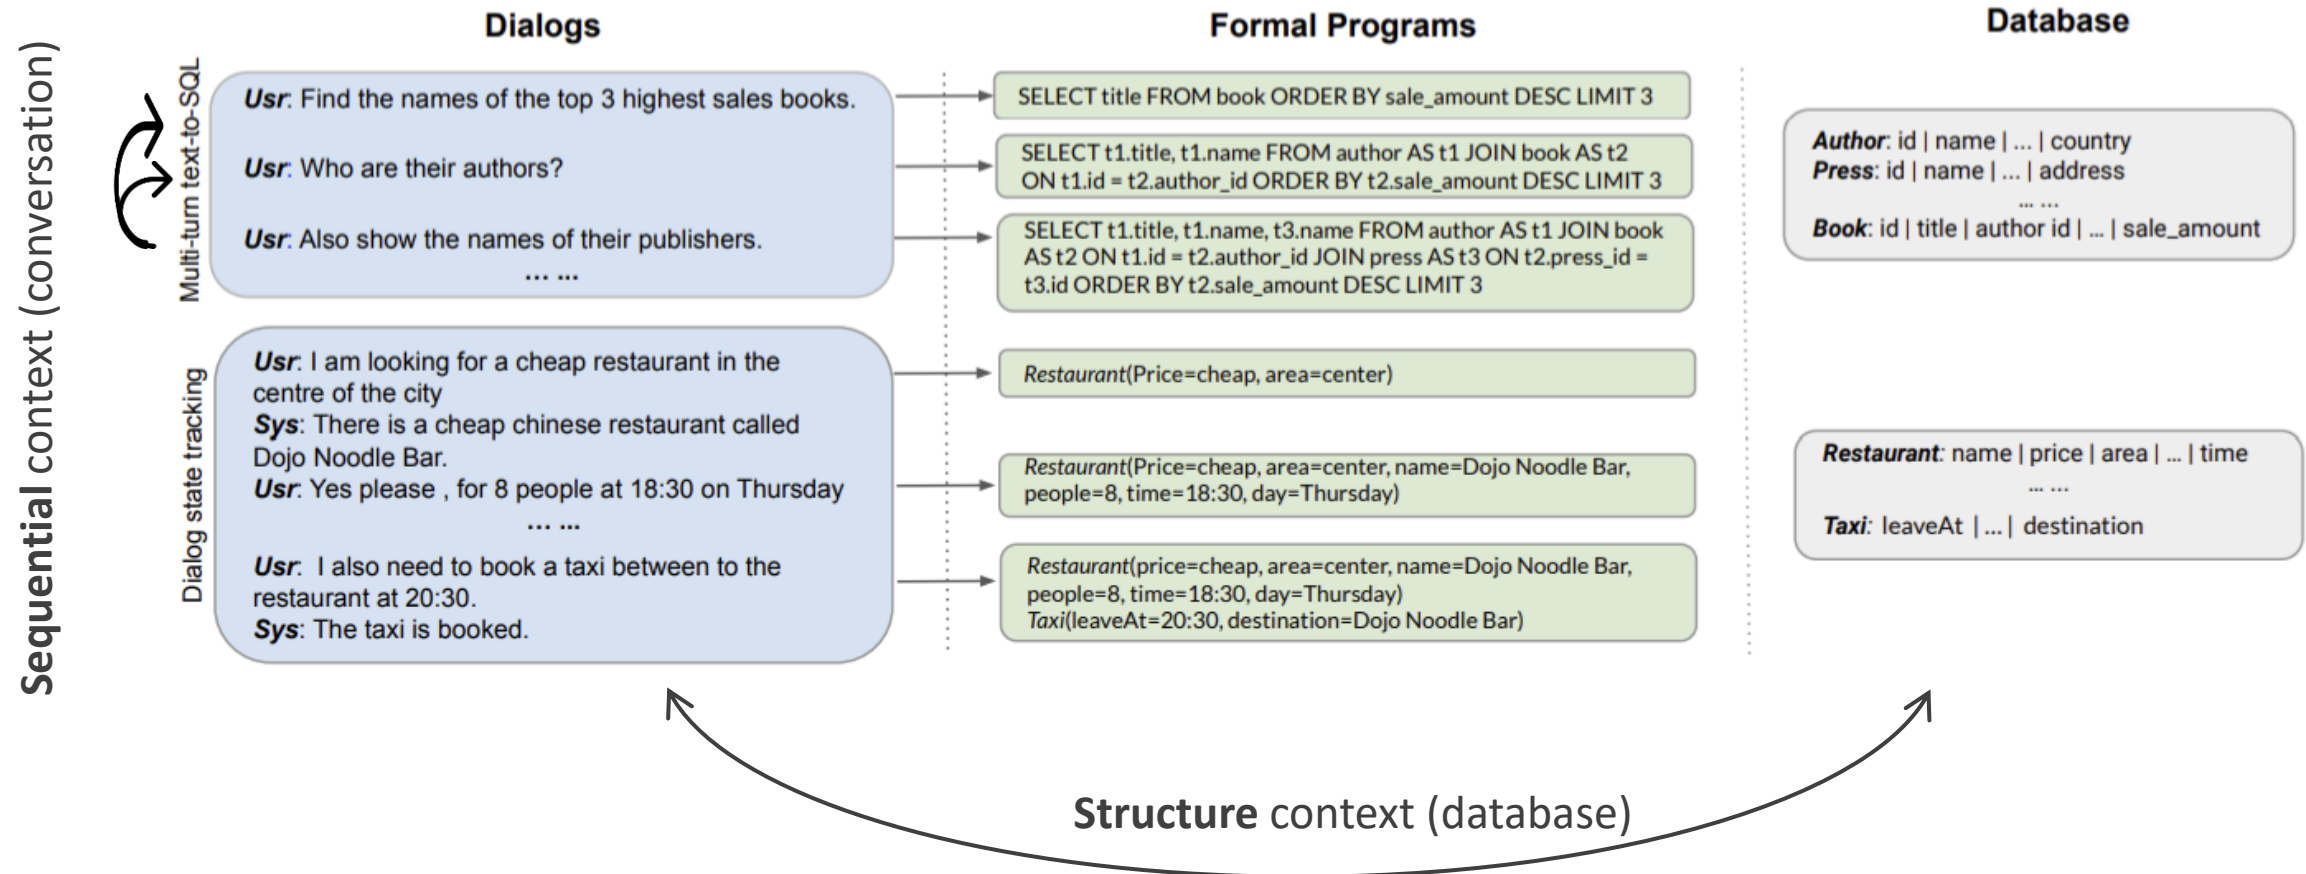 Dialogs
Formal Programs
Database
Sequential context (conversation)
Multi-turn text-to-SQL
Usr: Find the names of the top 3 highest sales books.
Usr: Who are their authors?
Usr: Also show the names of their publishers.
... ...
SELECT title FROM book ORDER BY sale_amount DESC LIMIT 3
SELECT t1.title, t1.name FROM author AS t1 JOIN book AS t2
ON t1.id = t2.author_id ORDER BY t2.sale_amount DESC LIMIT 3
SELECT t1.title, t1.name, t3.name FROM author AS t1 JOIN book
AS t2 ON t1.id = t2.author_id JOIN press AS t3 ON t2.press_id =
t3.id ORDER BY t2.sale_amount DESC LIMIT 3
Author: id | name | ... | country
Press: id | name | ... | address
... ...
Book: id | title | author id | ... | sale_amount
Dialog state tracking
Usr: I am looking for a cheap restaurant in the
centre of the city
Sys: There is a cheap chinese restaurant called
Dojo Noodle Bar.
Usr: Yes please , for 8 people at 18:30 on Thursday
... ...
Usr: I also need to book a taxi between to the
restaurant at 20:30.
Sys: The taxi is booked.
Restaurant(Price=cheap, area=center)
Restaurant(Price=cheap, area=center, name=Dojo Noodle Bar,
people=8, time=18:30, day=Thursday)
Restaurant(price=cheap, area=center, name=Dojo Noodle Bar,
people=8, time=18:30, day=Thursday)
Taxi(leaveAt=20:30, destination=Dojo Noodle Bar)
Restaurant: name | price | area | ... | time
... ...
Taxi: leaveAt | ... | destination
Structure context (database)